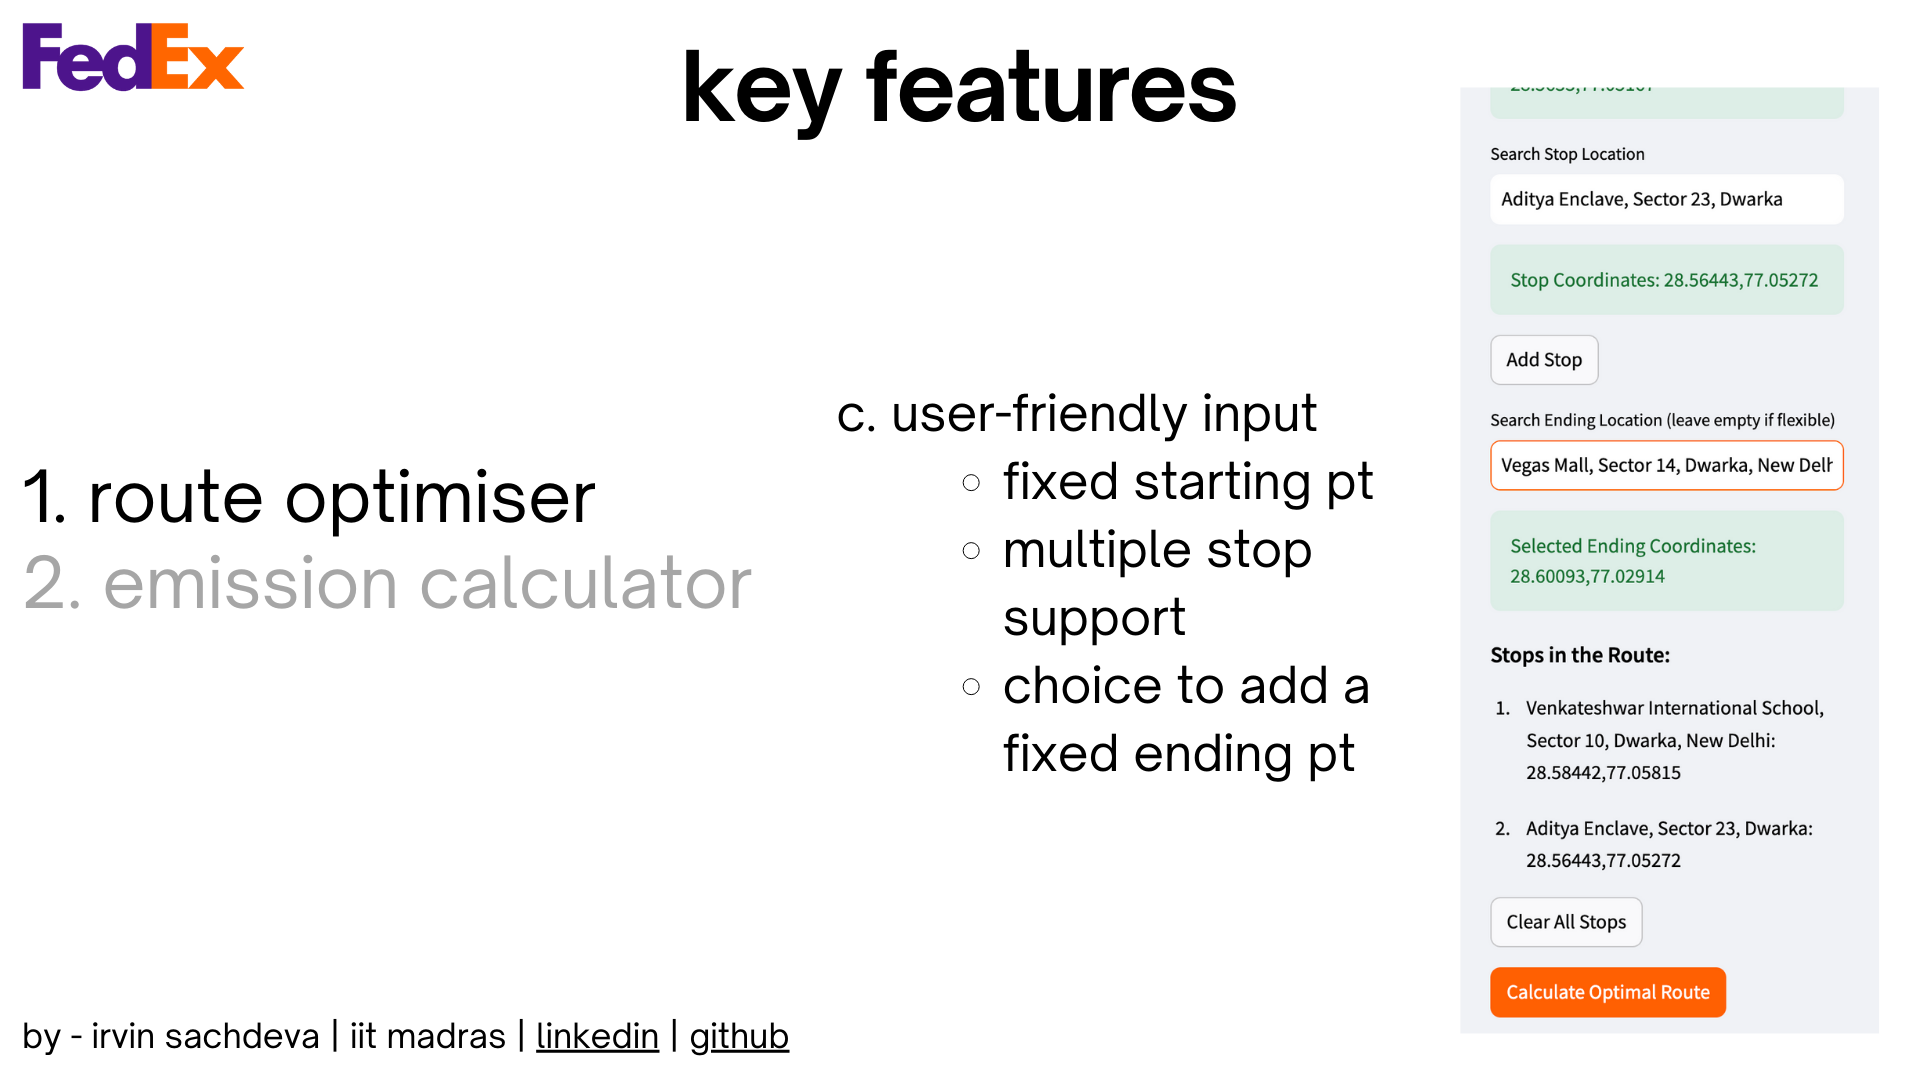 FedEx
key features
1. route optimiser
2. emission calculator
c. user-friendly input
fixed starting pt
multiple stop
support
choice to add a
fixed ending pt
Search Stop Location
Aditya Enclave, Sector 23, Dwarka
Stop Coordinates: 28.56443,77.05272
Add Stop
Search Ending Location (leave empty if flexible)
Vegas Mall, Sector 14, Dwarka, New Delh
Selected Ending Coordinates:
28.60093,77.02914
Stops in the Route:
1. Venkateshwar International School,
Sector 10, Dwarka, New Delhi:
28.58442,77.05815
2. Aditya Enclave, Sector 23, Dwarka:
28.56443,77.05272
Clear All Stops
Calculate Optimal Route
by - irvin sachdeva | iit madras | linkedin | github